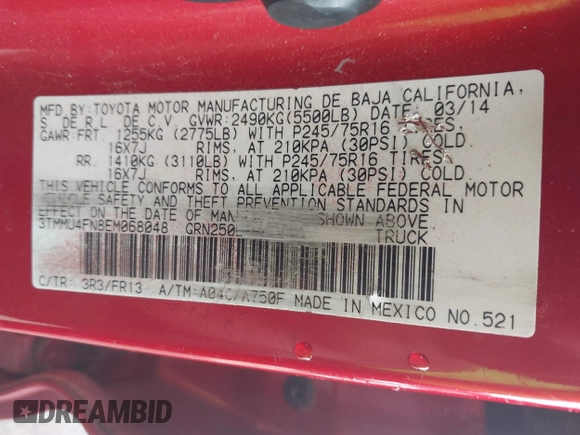 MFD.BY:TOYOTA MOTOR MANUFACTURING DE BAJA CALIFORNIA,
S. DE R.L. DE C.V. GVWR:2490KG(5500LB) DATE: 03/14
GAWR:FRT. 1255KG (2775LB) WITH P245/75R16 TIRES.
16X7J RIMS, AT 210KPA (30PSI) COLD.
RR. 1410KG (3110LB) WITH P245/75R16 TIRES,
16X7J RIMS, AT 210KPA (30PSI) COLD.
THIS VEHICLE CONFORMS TO ALL APPLICABLE FEDERAL MOTOR
VEHICLE SAFETY AND THEFT PREVENTION STANDARDS IN
EFFECT ON THE DATE OF MAN SHOWN ABOVE.
3TMMU4FN8EM068048 GRN250 TRUCK
C/TR: 3R3/FR13 A/TM:A04C/A750F MADE IN MEXICO NO.521
DREAMBID